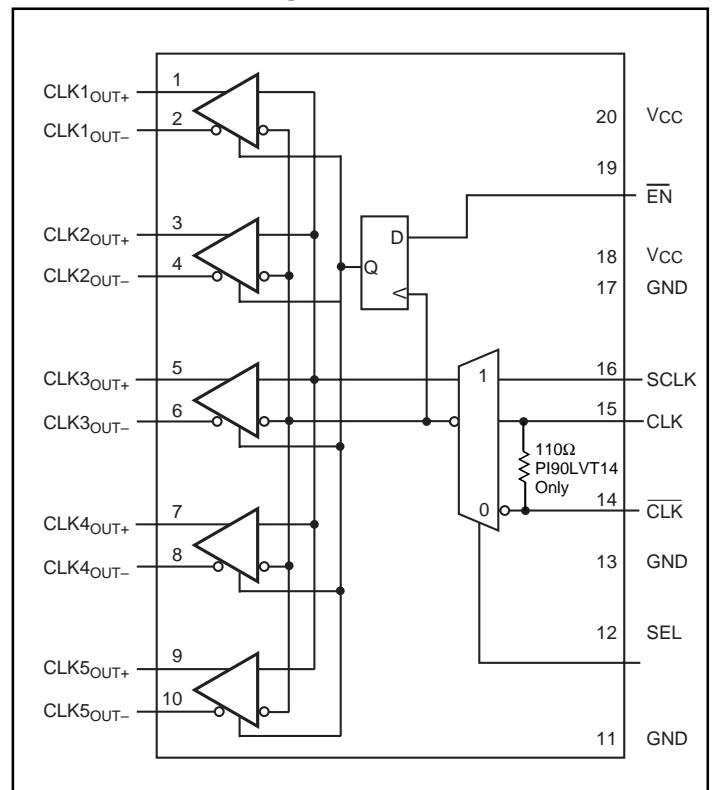 CLK1OUT+ 1
CLK1OUT– 2
20 VCC
19
EN
CLK2OUT+ 3
CLK2OUT– 4
D
Q
<
18 VCC
17 GND
CLK3OUT+ 5
CLK3OUT– 6
1
16 SCLK
15 CLK
110Ω
PI90LVT14
Only
0
14 CLK
CLK4OUT+ 7
CLK4OUT– 8
13 GND
12 SEL
CLK5OUT+ 9
CLK5OUT– 10
11 GND